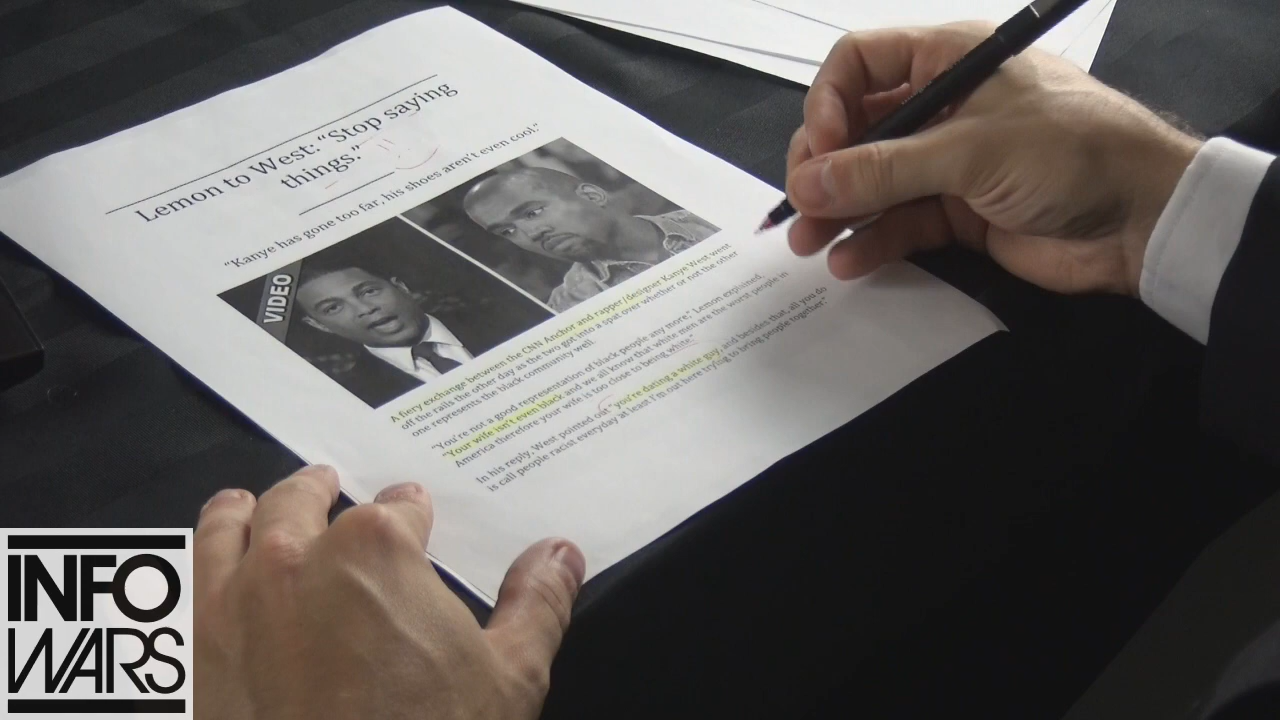 Lemon to West: “Stop saying
things.”
“Kanye has gone too far, his shoes aren't even cool.”
VIDEO
A fiery exchange between the CNN Anchor and rapper/designer Kanye West went
off the rails the other day as the two got into a spat over whether or not the other
one represents the black community well.
“You're not a good representation of black people any more,” Lemon explained,
“Your wife isn't even black and we all know that white men are the worst people in
America therefore your wife is too close to being white.”
In his reply, West pointed out “you're dating a white guy, and besides that, all you do
is call people racist everyday at least I'm out here trying to bring people together.”
INFO
WARS